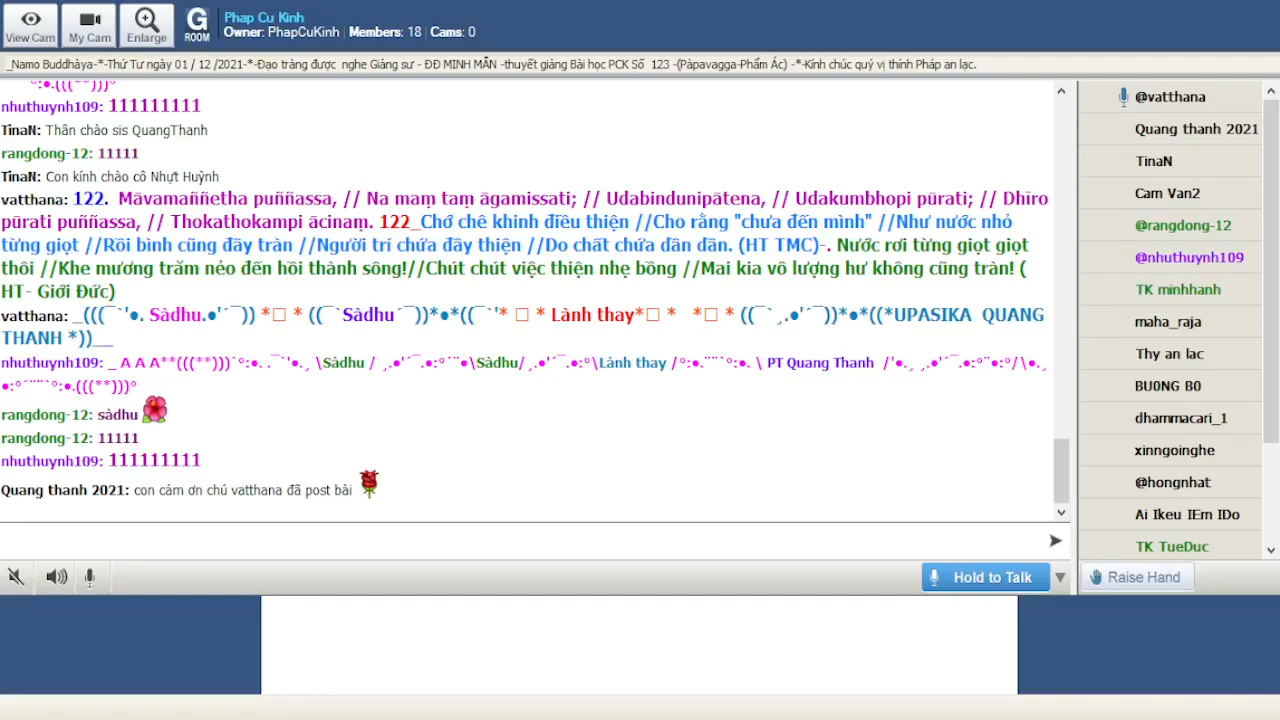 View Cam
My Cam
Enlarge
G ROOM
Phap Cu Kinh
Owner: PhapCuKinh | Members: 18 | Cams: 0
_Namo Buddhàya-*-Thứ Tư ngày 01 / 12 /2021-*-Đạo tràng được nghe Giảng sư - ĐĐ MINH MẪN -thuyết giảng Bài học PCK Số 123 -(Pàpavagga-Phẩm Ác) -*-Kính chúc quý vị thính Pháp an lạc.
°:●.(((**)))°
nhuthuynh109: 111111111
TinaN: Thân chào sis QuangThanh
rangdong-12: 11111
TinaN: Con kính chào cô Nhựt Huỳnh
vatthana: 122. Māvamaññetha puññassa, // Na maṃ taṃ āgamissati; // Udabindunipātena, // Udakumbhopi pūrati; // Dhīro
pūrati puññassa, // Thokathokampi ācinaṃ. 122_Chớ chê khinh điều thiện //Cho rằng "chưa đến mình" //Như nước nhỏ
từng giọt //Rồi bình cũng đầy tràn //Người trí chứa đầy thiện //Do chất chứa dần dần. (HT TMC)-. Nước rơi từng giọt giọt
thôi //Khe mương trăm nẻo đến hồi thành sông!//Chút chút việc thiện nhẹ bồng //Mai kia vô lượng hư không cũng tràn! (
HT- Giới Đức)
vatthana: _(((¯`'●. Sàdhu.●'´¯)) *□ * ((¯`Sàdhu´¯))*●*((¯`'* □ * Lành thay*□ * *□ * ((¯`¸.●'´¯))*●*((*UPASIKA QUANG
THANH *))__
nhuthuynh109: _ A A A**(((**)))`°:●. .¯`'●.¸ \Sàdhu / ¸.●'´¯.●:°´¨●\Sàdhu/¸.●'´¯.●:°\Lành thay /°:●.¨¨`°:●. \ PT Quang Thanh /'●.¸ ¸.●'´¯.●:°¨●:°/\●.¸
●:°´¨¨`°:●.(((**)))°
rangdong-12: sàdhu
rangdong-12: 11111
nhuthuynh109: 111111111
Quang thanh 2021: con cảm ơn chú vatthana đã post bài
Hold to Talk
@vatthana
Quang thanh 2021
TinaN
Cam Van2
@rangdong-12
@nhuthuynh109
TK minhhanh
maha_raja
Thy an lac
BU0NG B0
dhammacari_1
xinngoinghe
@hongnhat
Ai Ikeu IEm IDo
TK TueDuc
Raise Hand